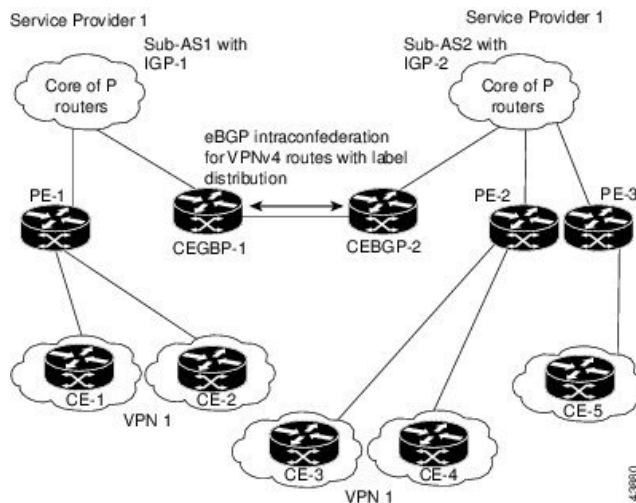 Service Provider 1
Service Provider 1
Sub-AS1 with
IGP-1
Sub-AS2 with
IGP-2
Core of P
routers
Core of P
routers
eBGP intraconfederation
for VPNv4 routes with label
distribution
PE-1
PE-2
PE-3
CEGBP-1
CEBGP-2
CE-1
CE-2
VPN 1
CE-5
CE-3
CE-4
VPN 1
43880